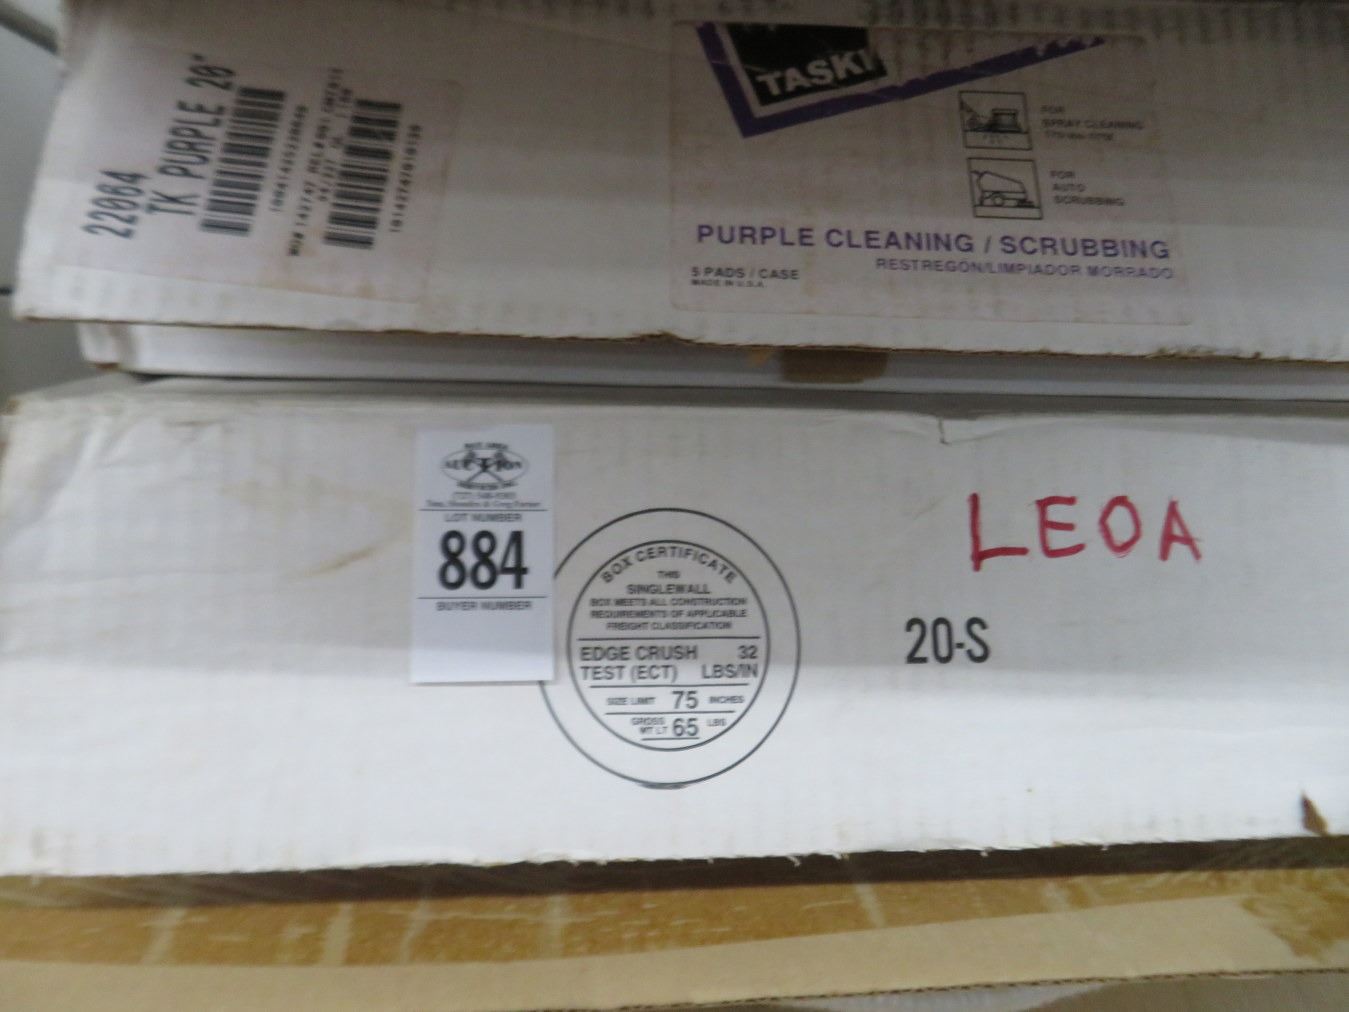 22064
TK PURPLE 20"
TASKI
FOR
SPRAY CLEANING
FOR
AUTO
SCRUBBING
PURPLE CLEANING / SCRUBBING
RESTREGÓN/LIMPIADOR MORRADO
5 PADS / CASE
MADE IN U.S.A.
AUCTION
LOT NUMBER
884
BUYER NUMBER
BOX CERTIFICATE
THIS
SINGLEWALL
BOX MEETS ALL CONSTRUCTION
REQUIREMENTS OF APPLICABLE
FREIGHT CLASSIFICATION
EDGE CRUSH 32
TEST (ECT) LBS/IN
SIZE LIMIT 75 INCHES
GROSS
WT LT 65 LBS
LEOA
20-S